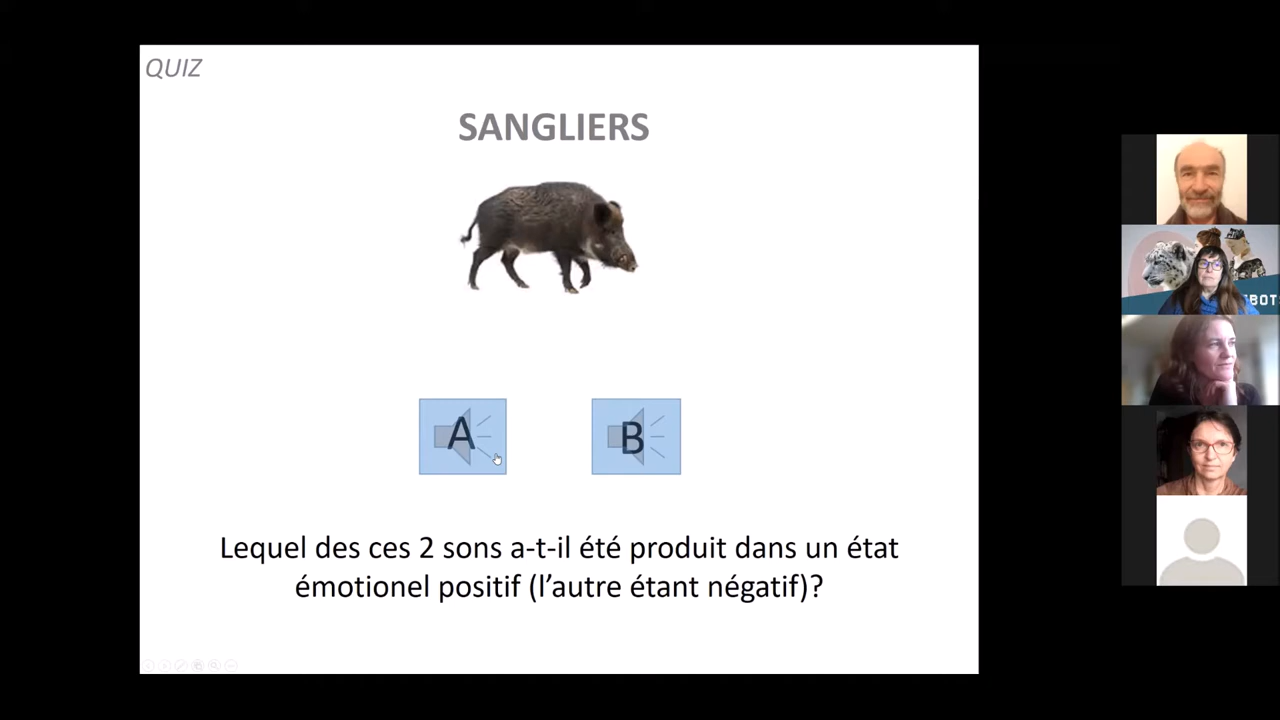 QUIZ
SANGLIERS
A
B
Lequel des ces 2 sons a-t-il été produit dans un état
émotionel positif (l’autre étant négatif)?